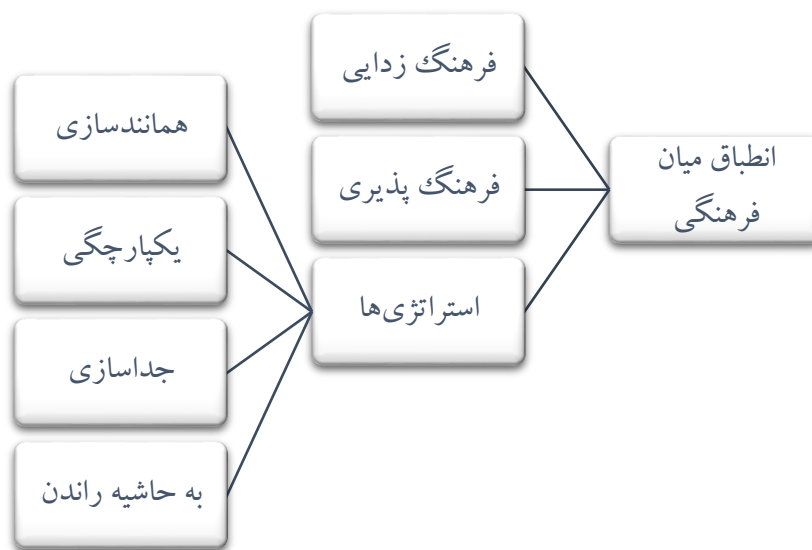 انطباق میان
فرهنگی
فرهنگ زدایی
فرهنگ پذیری
استراتژی‌ها
همانندسازی
یکپارچگی
جداسازی
به حاشیه راندن